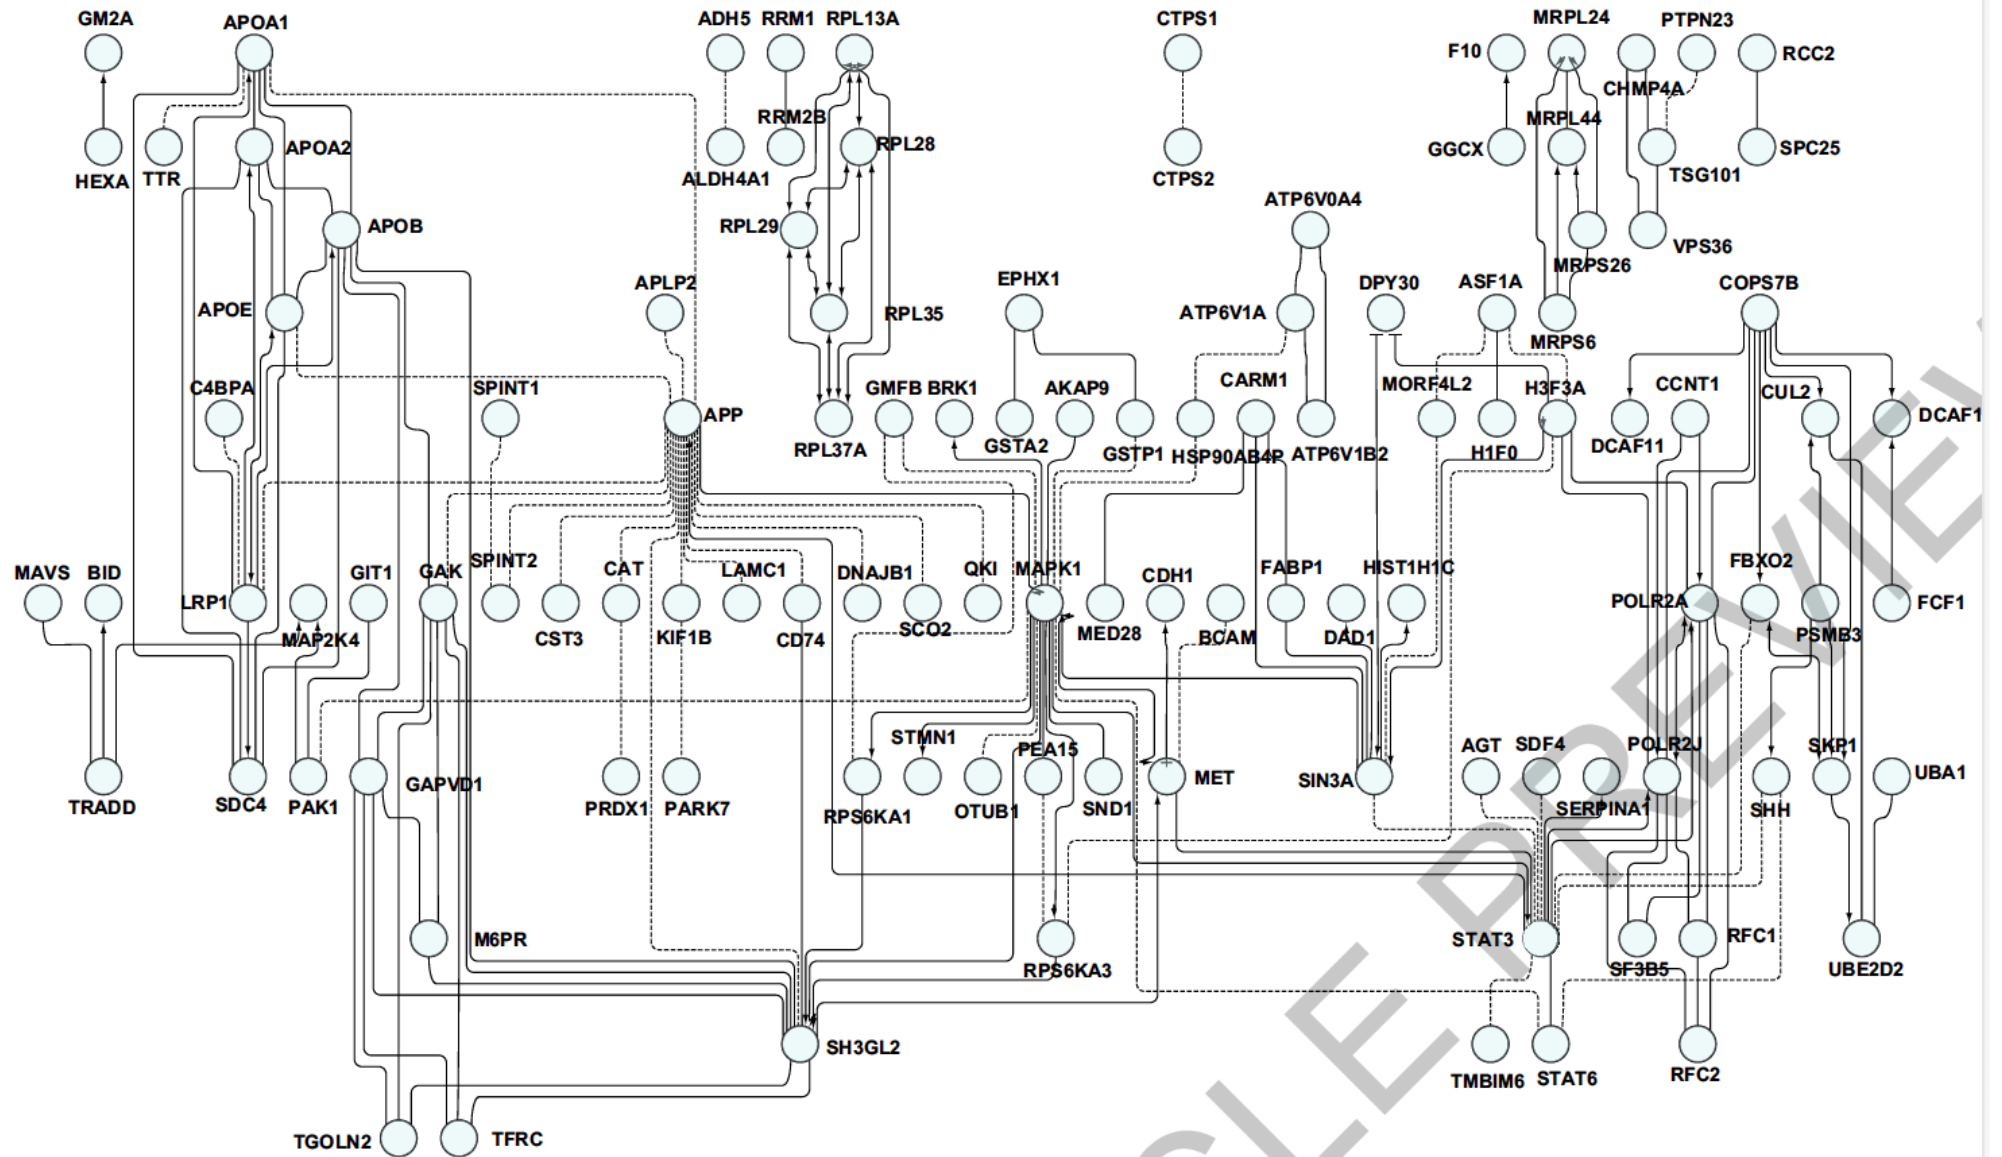 GM2A
APOA1
ADH5
RRM1
RPL13A
CTPS1
MRPL24
PTPN23
F10
RCC2
CHMP4A
RRM2B
MRPL44
APOA2
RPL28
GGCX
SPC25
HEXA
TTR
ALDH4A1
CTPS2
TSG101
ATP6V0A4
APOB
RPL29
VPS36
MRPS26
APLP2
EPHX1
DPY30
ASF1A
COPS7B
APOE
RPL35
ATP6V1A
MRPS6
C4BPA
SPINT1
GMFB
BRK1
AKAP9
CARM1
MORF4L2
H3F3A
CCNT1
CUL2
APP
DCAF1
RPL37A
GSTA2
GSTP1
HSP90AB4P
ATP6V1B2
H1F0
DCAF11
MAVS
BID
GIT1
GAK
SPINT2
CAT
LAMC1
DNAJB1
QKI
MAPK1
CDH1
FABP1
HIST1H1C
FBXO2
LRP1
POLR2A
FCF1
MAP2K4
CST3
KIF1B
CD74
SCO2
MED28
BCAM
DAD1
PSMB3
STMN1
PEA15
AGT
SDF4
POLR2J
SKP1
GAPVD1
MET
SIN3A
UBA1
TRADD
SDC4
PAK1
PRDX1
PARK7
RPS6KA1
OTUB1
SND1
SERPINA1
SHH
M6PR
STAT3
RFC1
RPS6KA3
SF3B5
UBE2D2
SH3GL2
TMBIM6
STAT6
RFC2
TGOLN2
TFRC
CLE PREVIEW